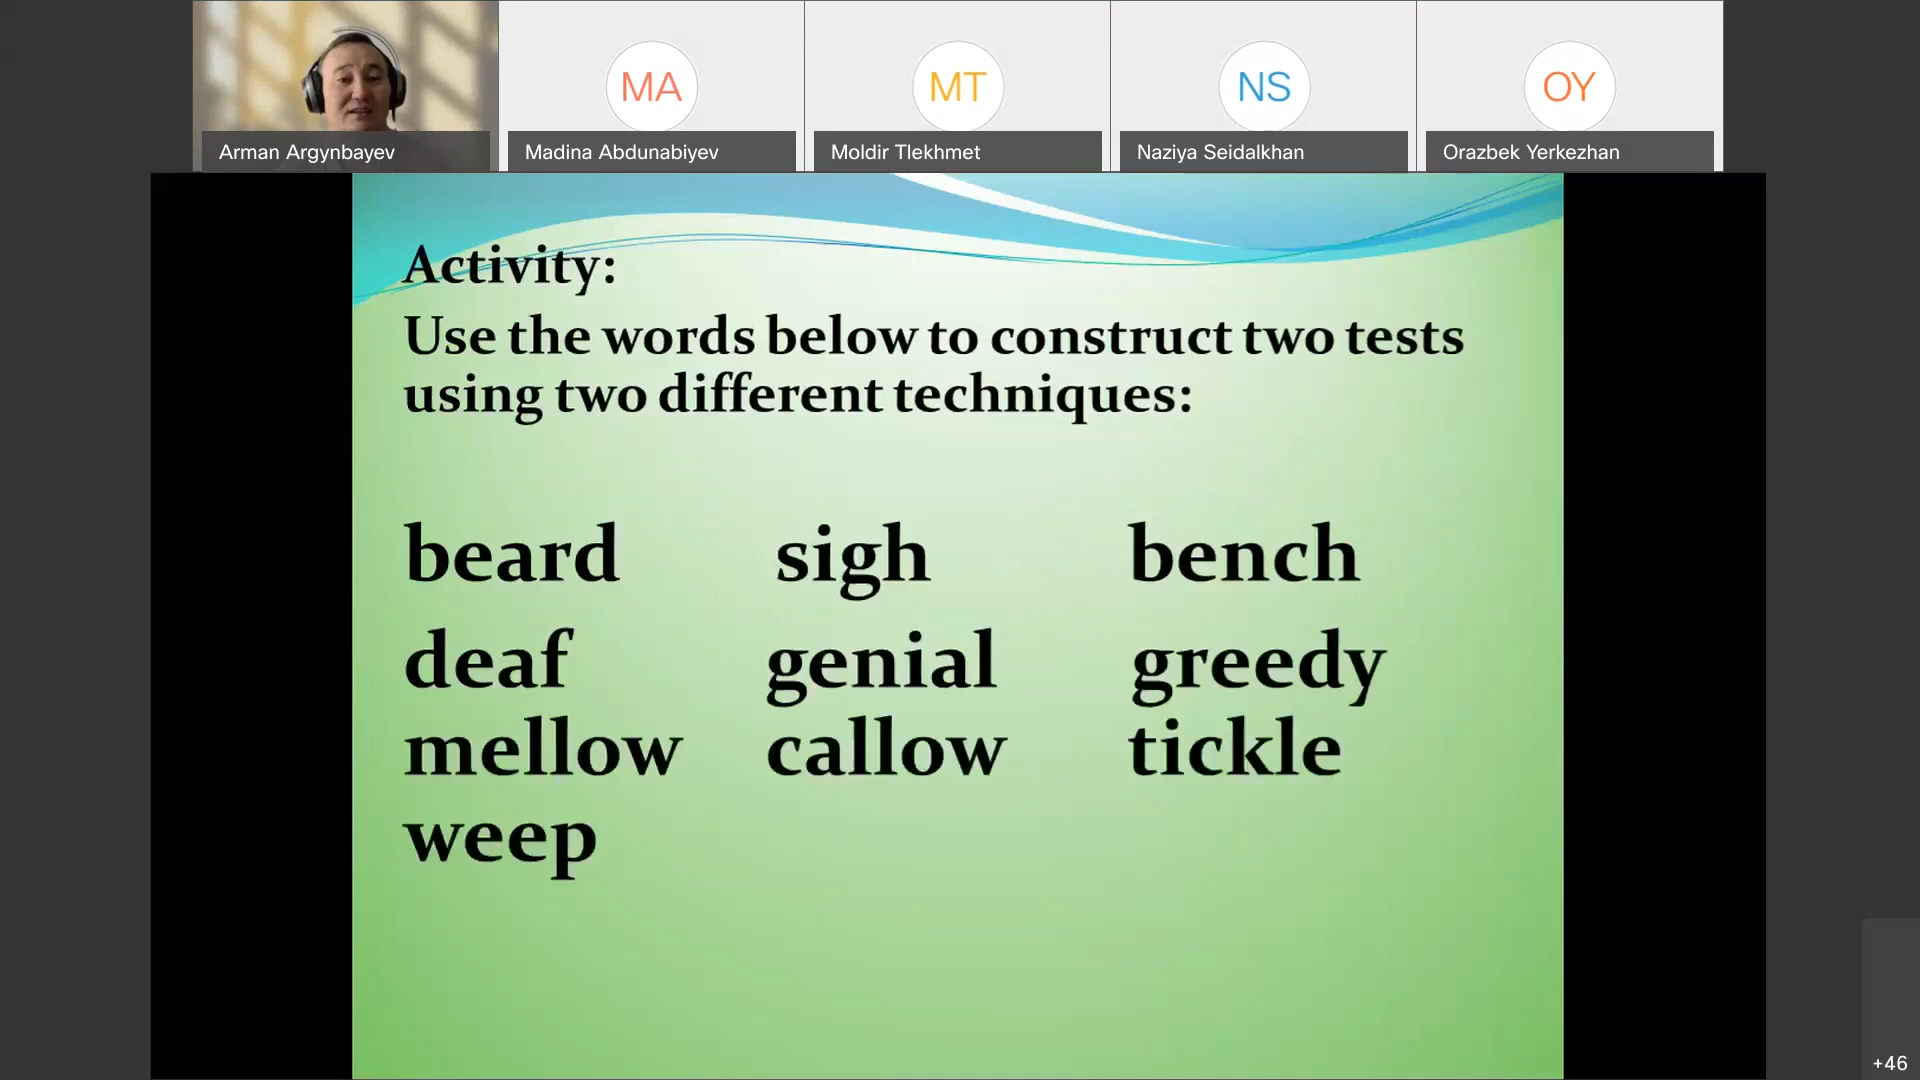 MA
MT
NS
OY
Arman Argynbayev
Madina Abdunabiyev
Moldir Tlekhmet
Naziya Seidalkhan
Orazbek Yerkezhan
Activity:
Use the words below to construct two tests
using two different techniques:
beard sigh bench
deaf genial greedy
mellow callow tickle
weep
+46